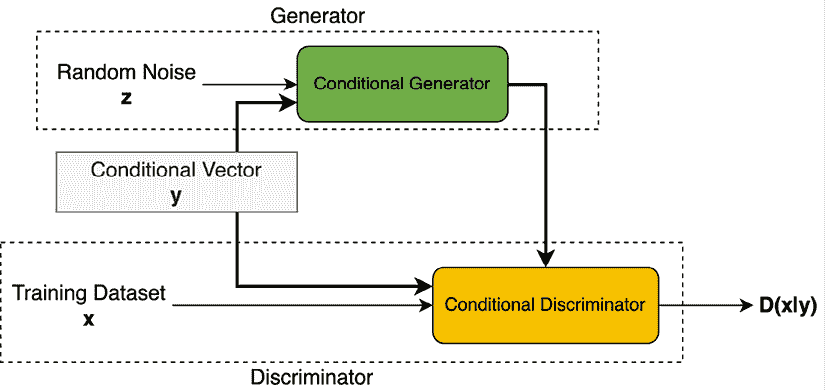 Generator
Random Noise
z
Conditional Generator
Conditional Vector
y
Training Dataset
x
Conditional Discriminator
D(x|y)
Discriminator